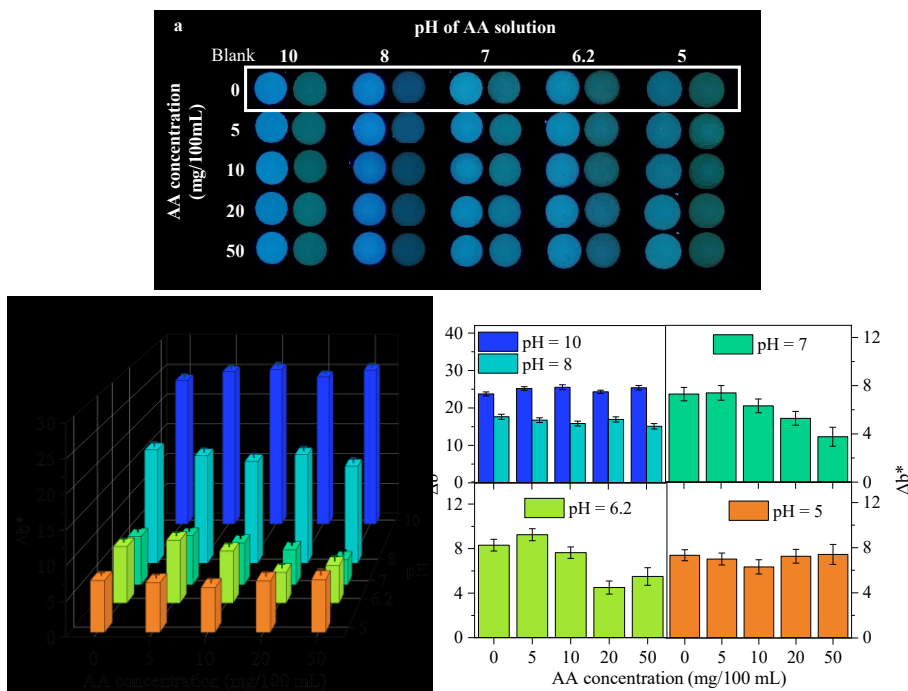 a
pH of AA solution
Blank 10 8 7 6.2 5
AA concentration
(mg/100mL)
0
5
10
20
50
30
25
20
15
10
5
0
Δb*
0 5 10 20 50
AA concentration (mg/100 mL)
10
8
7
6.2
5
pH
40
30
20
10
0
pH = 10
pH = 8
pH = 7
12
8
4
0
Δb*
12
8
4
0
pH = 6.2
pH = 5
12
8
4
0
0 5 10 20 50 0 5 10 20 50
AA concentration (mg/100 mL)